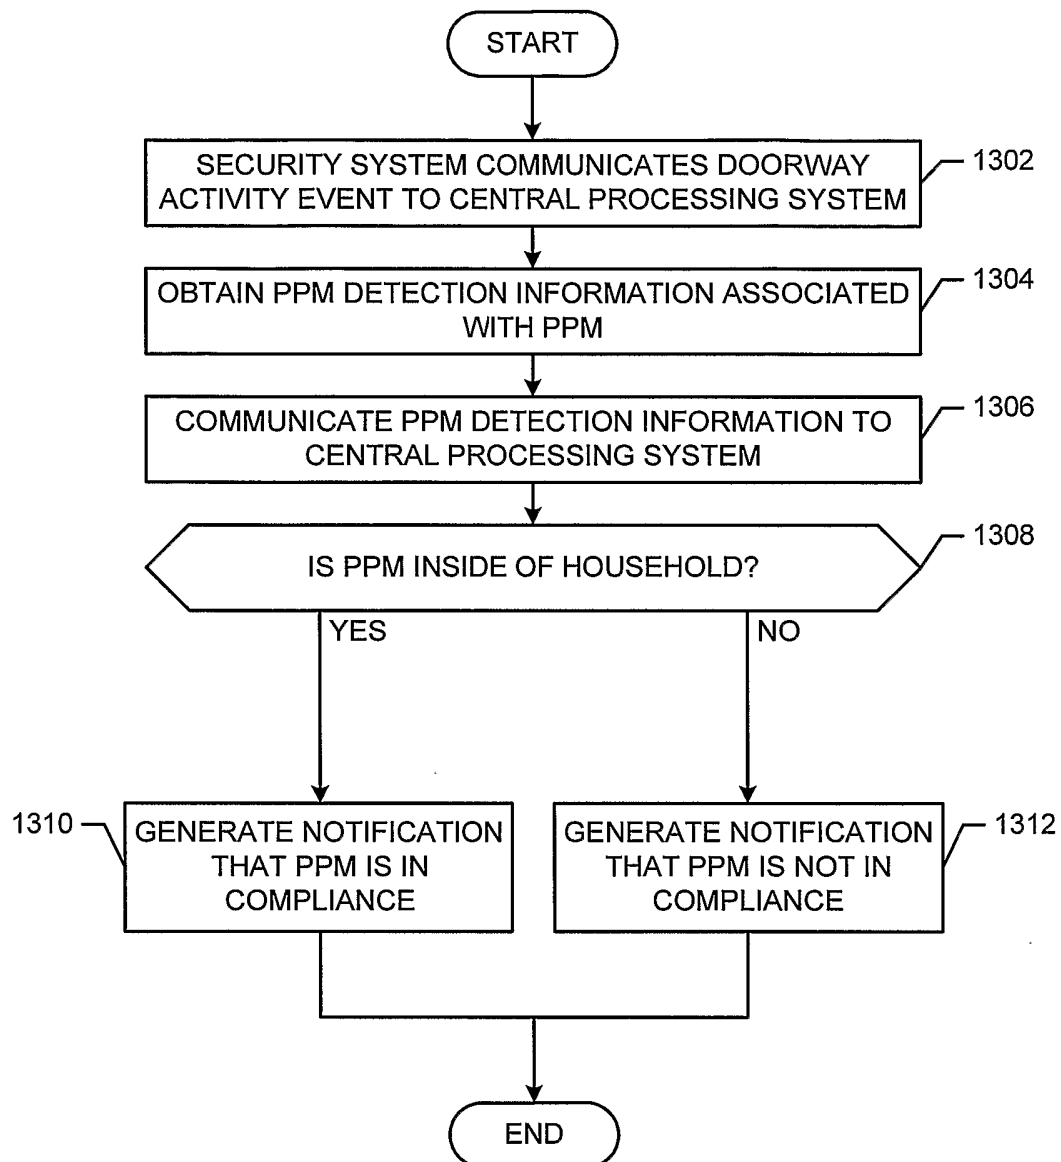 START
SECURITY SYSTEM COMMUNICATES DOORWAY
ACTIVITY EVENT TO CENTRAL PROCESSING SYSTEM
1302
OBTAIN PPM DETECTION INFORMATION ASSOCIATED
WITH PPM
1304
COMMUNICATE PPM DETECTION INFORMATION TO
CENTRAL PROCESSING SYSTEM
1306
IS PPM INSIDE OF HOUSEHOLD?
1308
YES
NO
1310
GENERATE NOTIFICATION
THAT PPM IS IN
COMPLIANCE
GENERATE NOTIFICATION
THAT PPM IS NOT IN
COMPLIANCE
1312
END